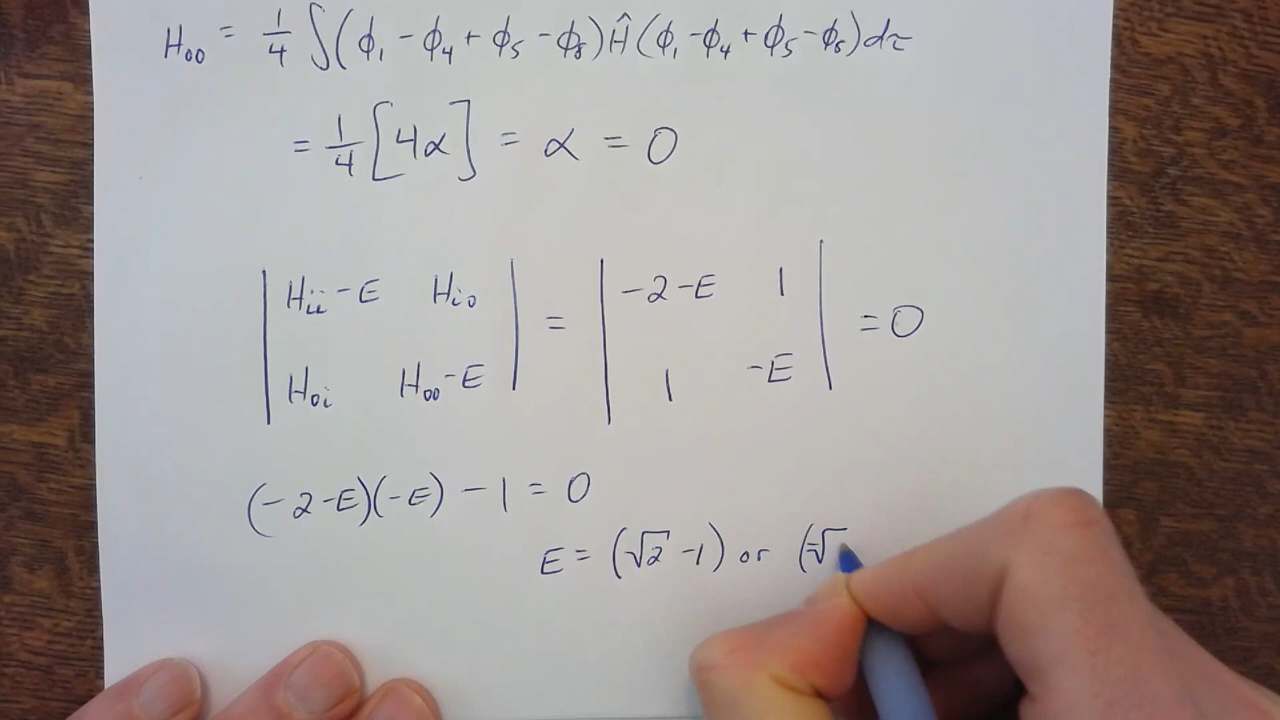 H₀₀ = 1/4 ∫(ϕ₁ - ϕ₄ + ϕ₅ - ϕ₈)Ĥ(ϕ₁ - ϕ₄ + ϕ₅ - ϕ₈)dτ
= 1/4 [4α] = α = 0
| Hᵢᵢ - E Hᵢ₀ | = | -2 - E 1 | = 0
| H₀ᵢ H₀₀ - E | | 1 -E |
(-2 - E)(-E) - 1 = 0
E = (√2 - 1) or (-√